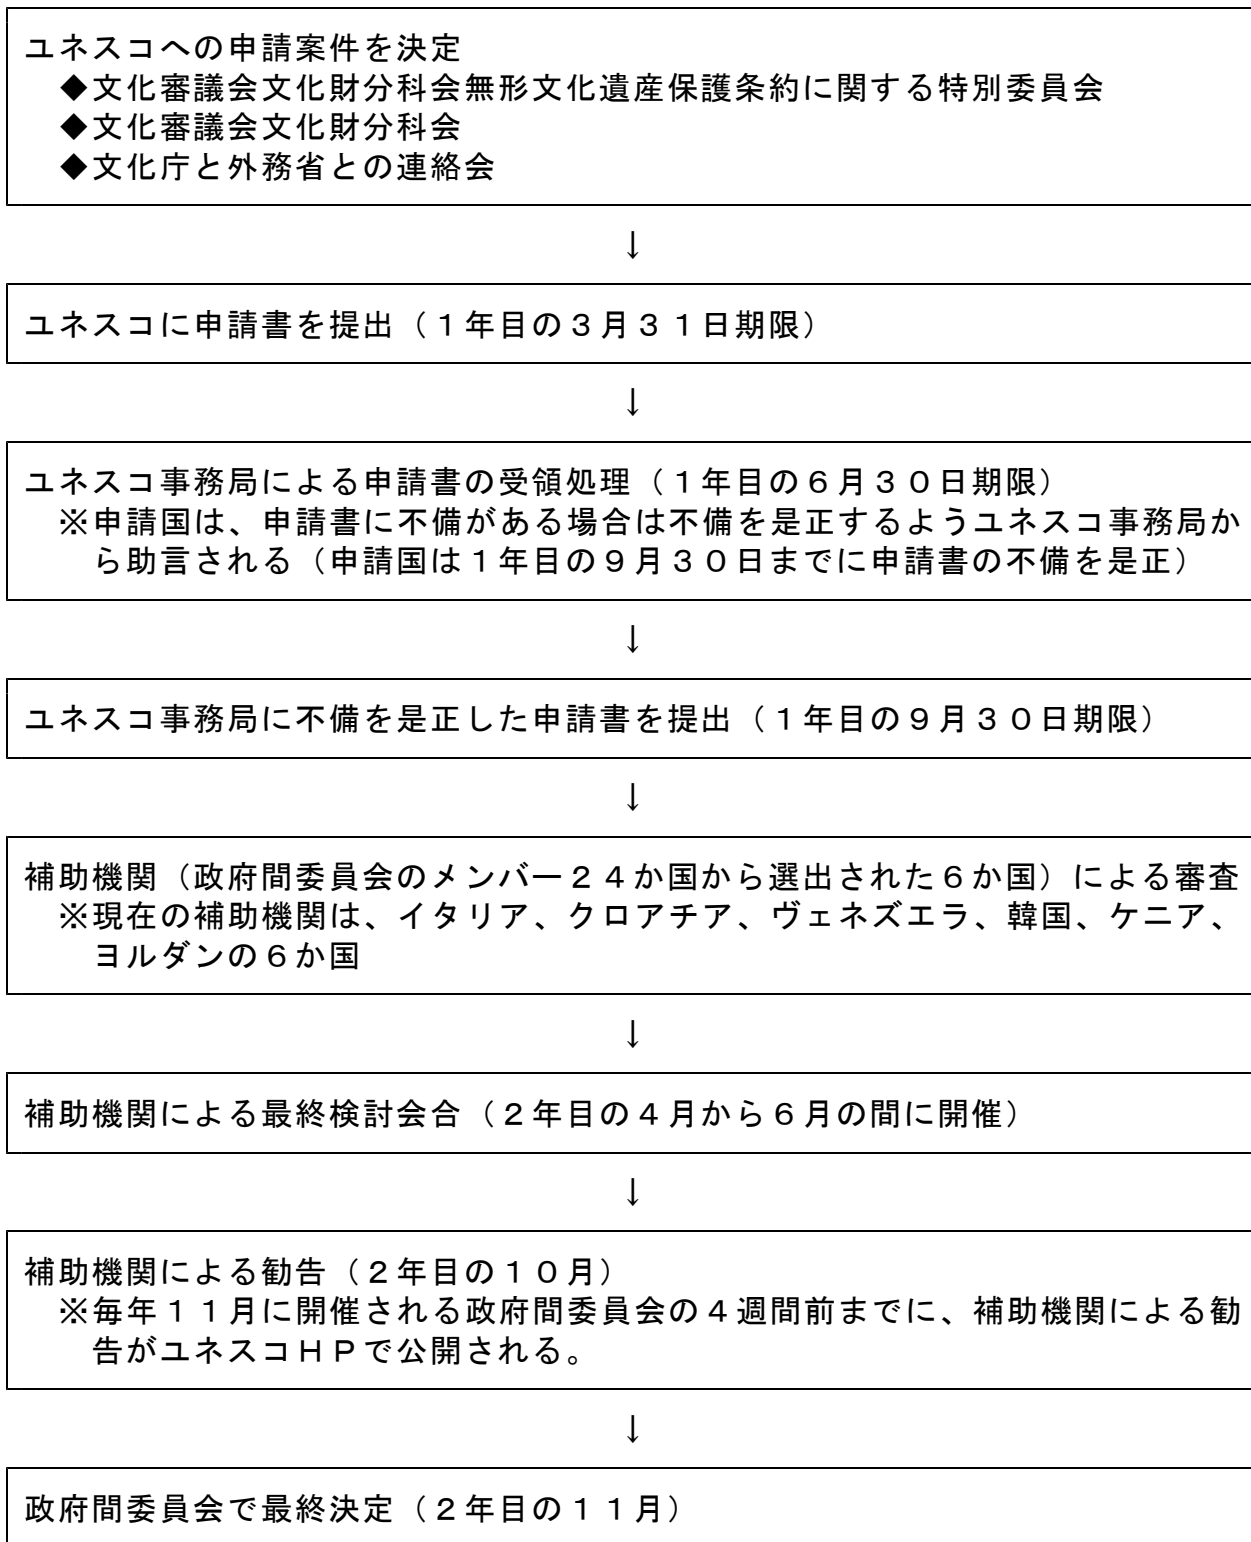 ユネスコへの申請案件を決定
◆文化審議会文化財分科会無形文化遺産保護条約に関する特別委員会
◆文化審議会文化財分科会
◆文化庁と外務省との連絡会
↓
ユネスコに申請書を提出（１年目の３月３１日期限）
↓
ユネスコ事務局による申請書の受領処理（１年目の６月３０日期限）
※申請国は、申請書に不備がある場合は不備を是正するようユネスコ事務局か
ら助言される（申請国は１年目の９月３０日までに申請書の不備を是正）
↓
ユネスコ事務局に不備を是正した申請書を提出（１年目の９月３０日期限）
↓
補助機関（政府間委員会のメンバー２４か国から選出された６か国）による審査
※現在の補助機関は、イタリア、クロアチア、ヴェネズエラ、韓国、ケニア、
ヨルダンの６か国
↓
補助機関による最終検討会合（２年目の４月から６月の間に開催）
↓
補助機関による勧告（２年目の１０月）
※毎年１１月に開催される政府間委員会の４週間前までに、補助機関による勧
告がユネスコＨＰで公開される。
↓
政府間委員会で最終決定（２年目の１１月）